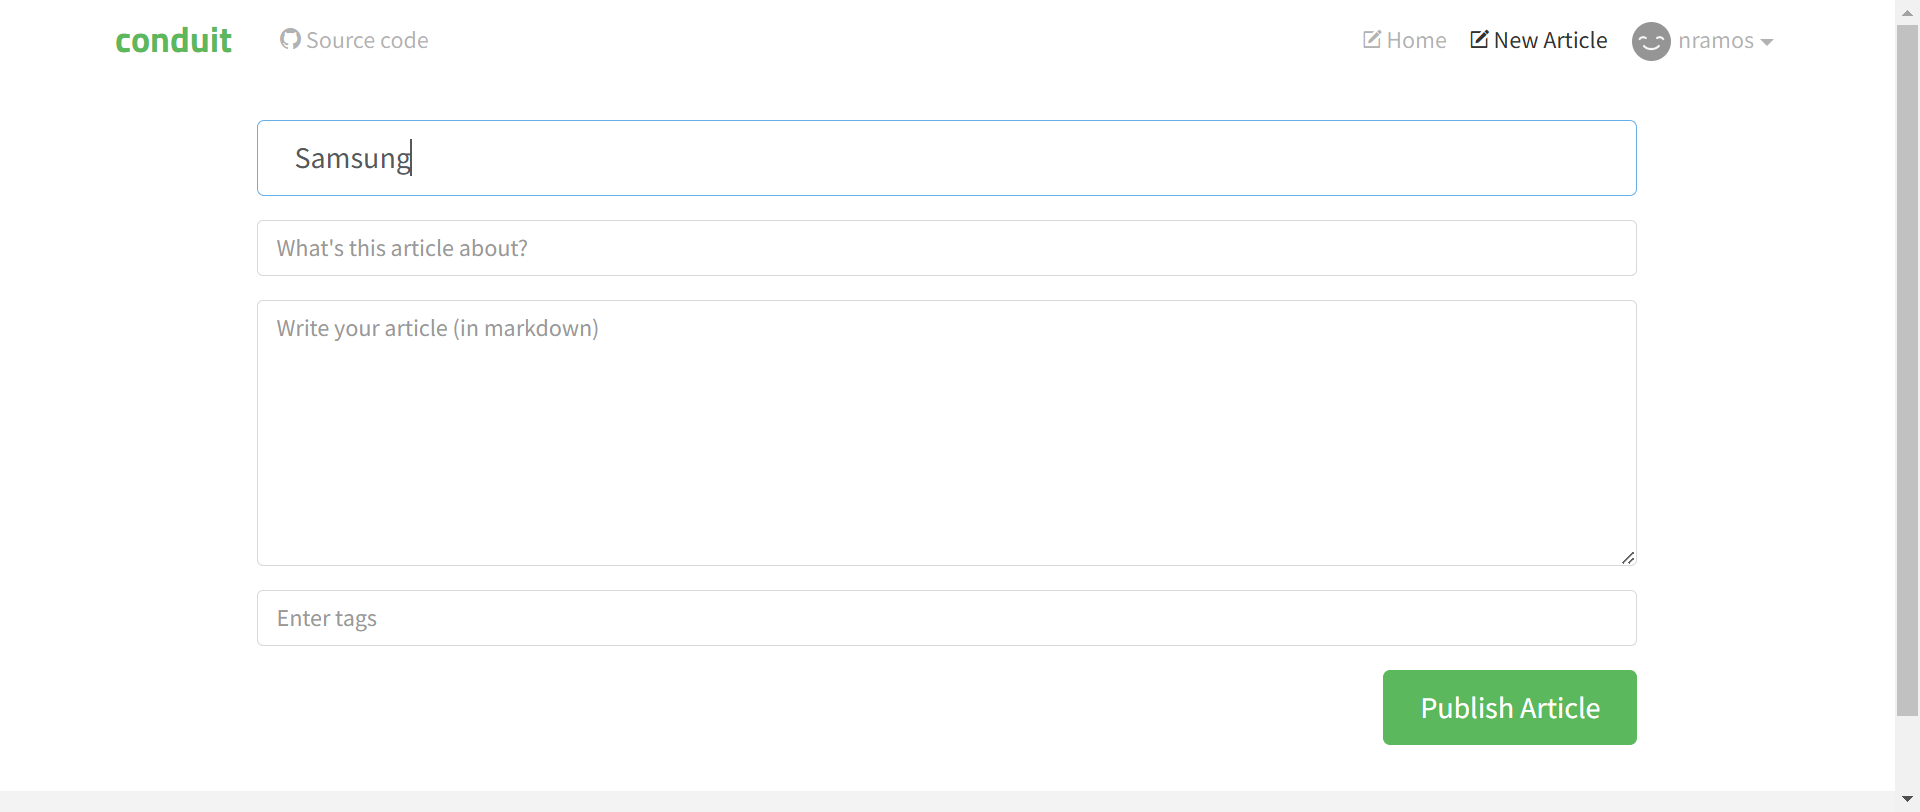 conduit Source code Home New Article nramos
Samsung
What's this article about?
Write your article (in markdown)
Enter tags
Publish Article